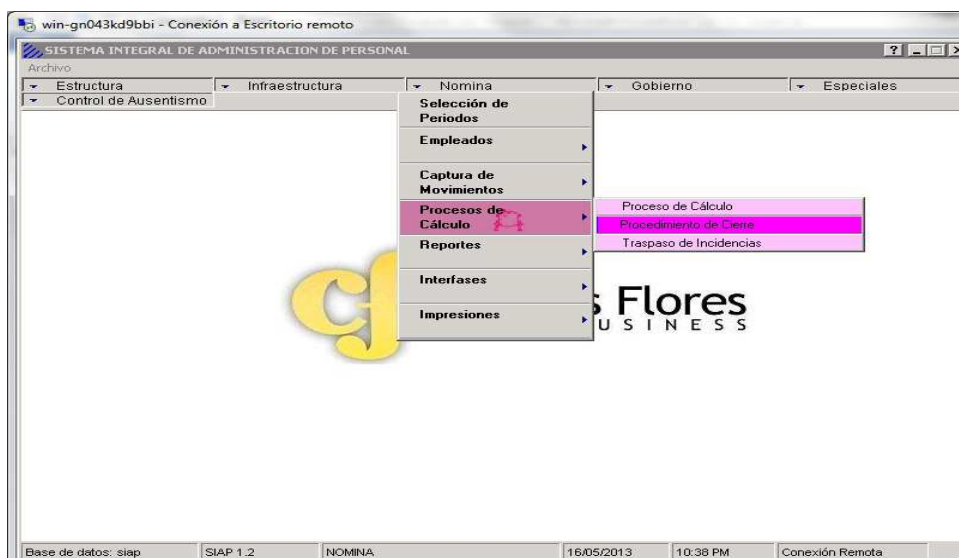 win-gn043kd9bbi - Conexión a Escritorio remoto
SISTEMA INTEGRAL DE ADMINISTRACION DE PERSONAL
Archivo
Estructura Infraestructura Nomina Gobierno Especiales
Control de Ausentismo
Selección de
Periodos
Empleados
Captura de
Movimientos
Procesos de
Cálculo
Proceso de Cálculo
Procedimiento de Cierre
Traspaso de Incidencias
Reportes
Interfases
Impresiones
s Flores
USINESS
Base de datos: siap SIAP 1.2 NOMINA 16/05/2013 10:38 PM Conexión Remota